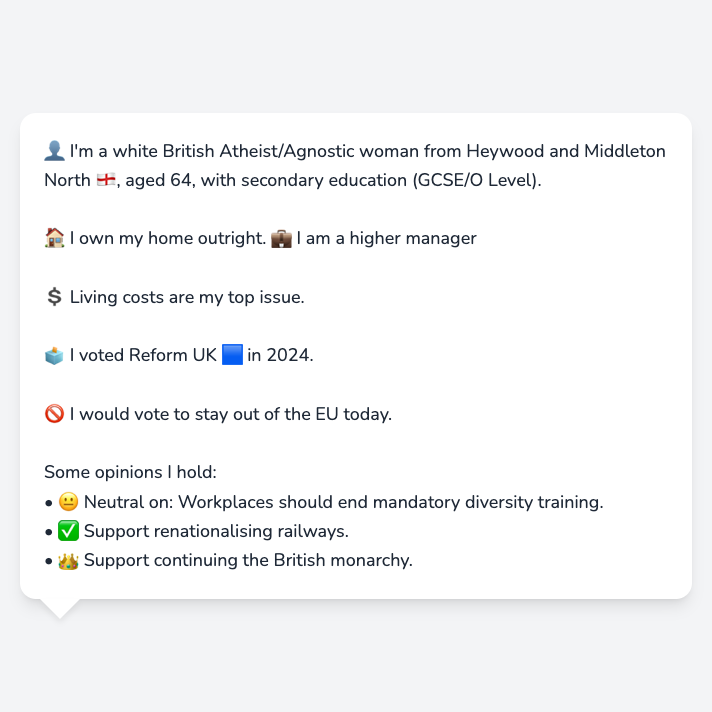 👤 I'm a white British Atheist/Agnostic woman from Heywood and Middleton
North 🏴󠁧󠁢󠁥󠁮󠁧󠁿, aged 64, with secondary education (GCSE/O Level).
🏠 I own my home outright. 💼 I am a higher manager
💲 Living costs are my top issue.
🗳️ I voted Reform UK 🟦 in 2024.
🚫 I would vote to stay out of the EU today.
Some opinions I hold:
• 😐 Neutral on: Workplaces should end mandatory diversity training.
• ✅ Support renationalising railways.
• 👑 Support continuing the British monarchy.